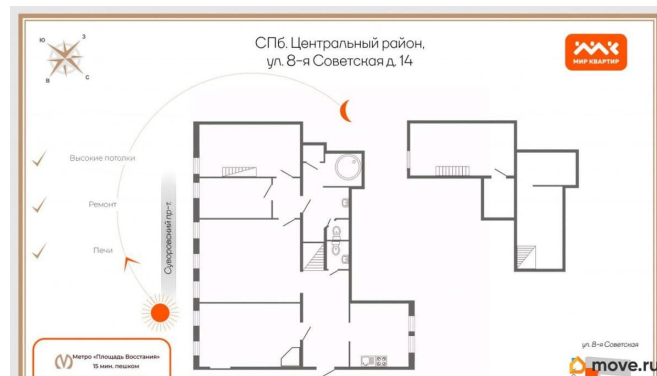 СПб. Центральный район,
ул. 8-я Советская д. 14
МИР КВАРТИР
Ю
З
В
С
Высокие потолки
Ремонт
Печи
Суворовский пр-т.
Метро «Площадь Восстания»
15 мин. пешком
ул. 8-я Советская
move.ru